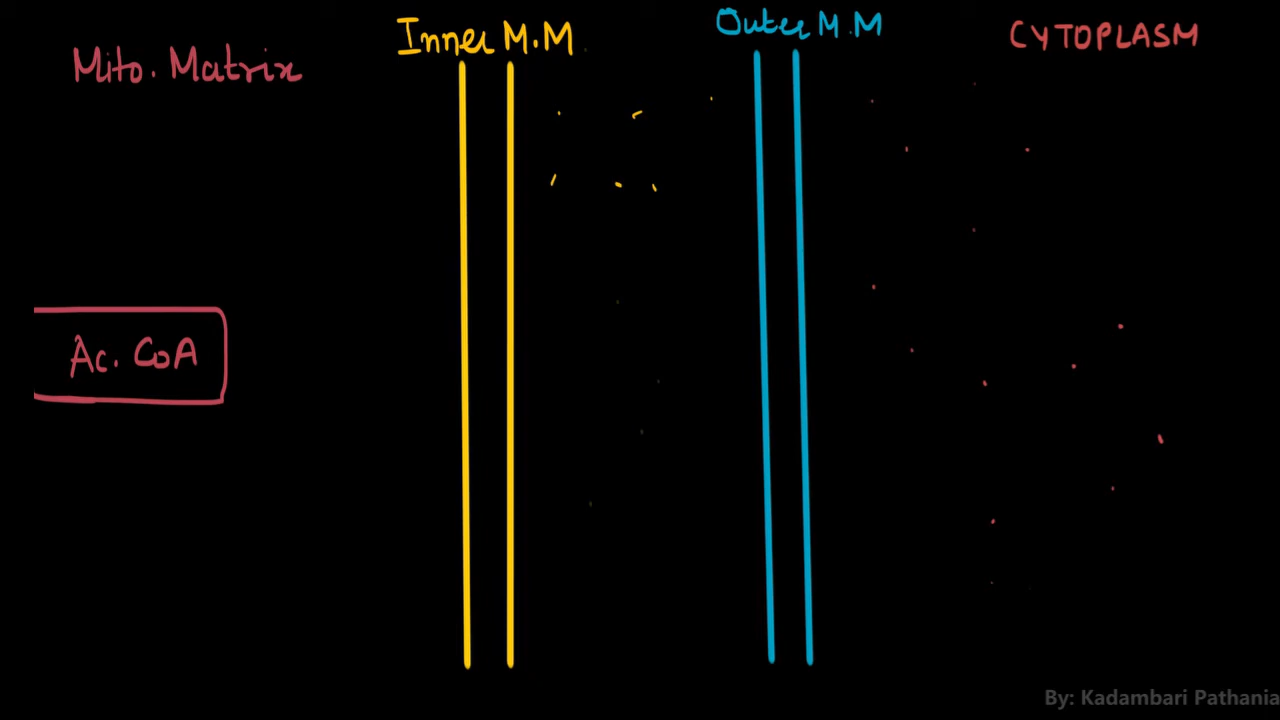 Mito. Matrix
Inner M.M
Outer M.M
CYTOPLASM
Ac. CoA
By: Kadambari Pathania